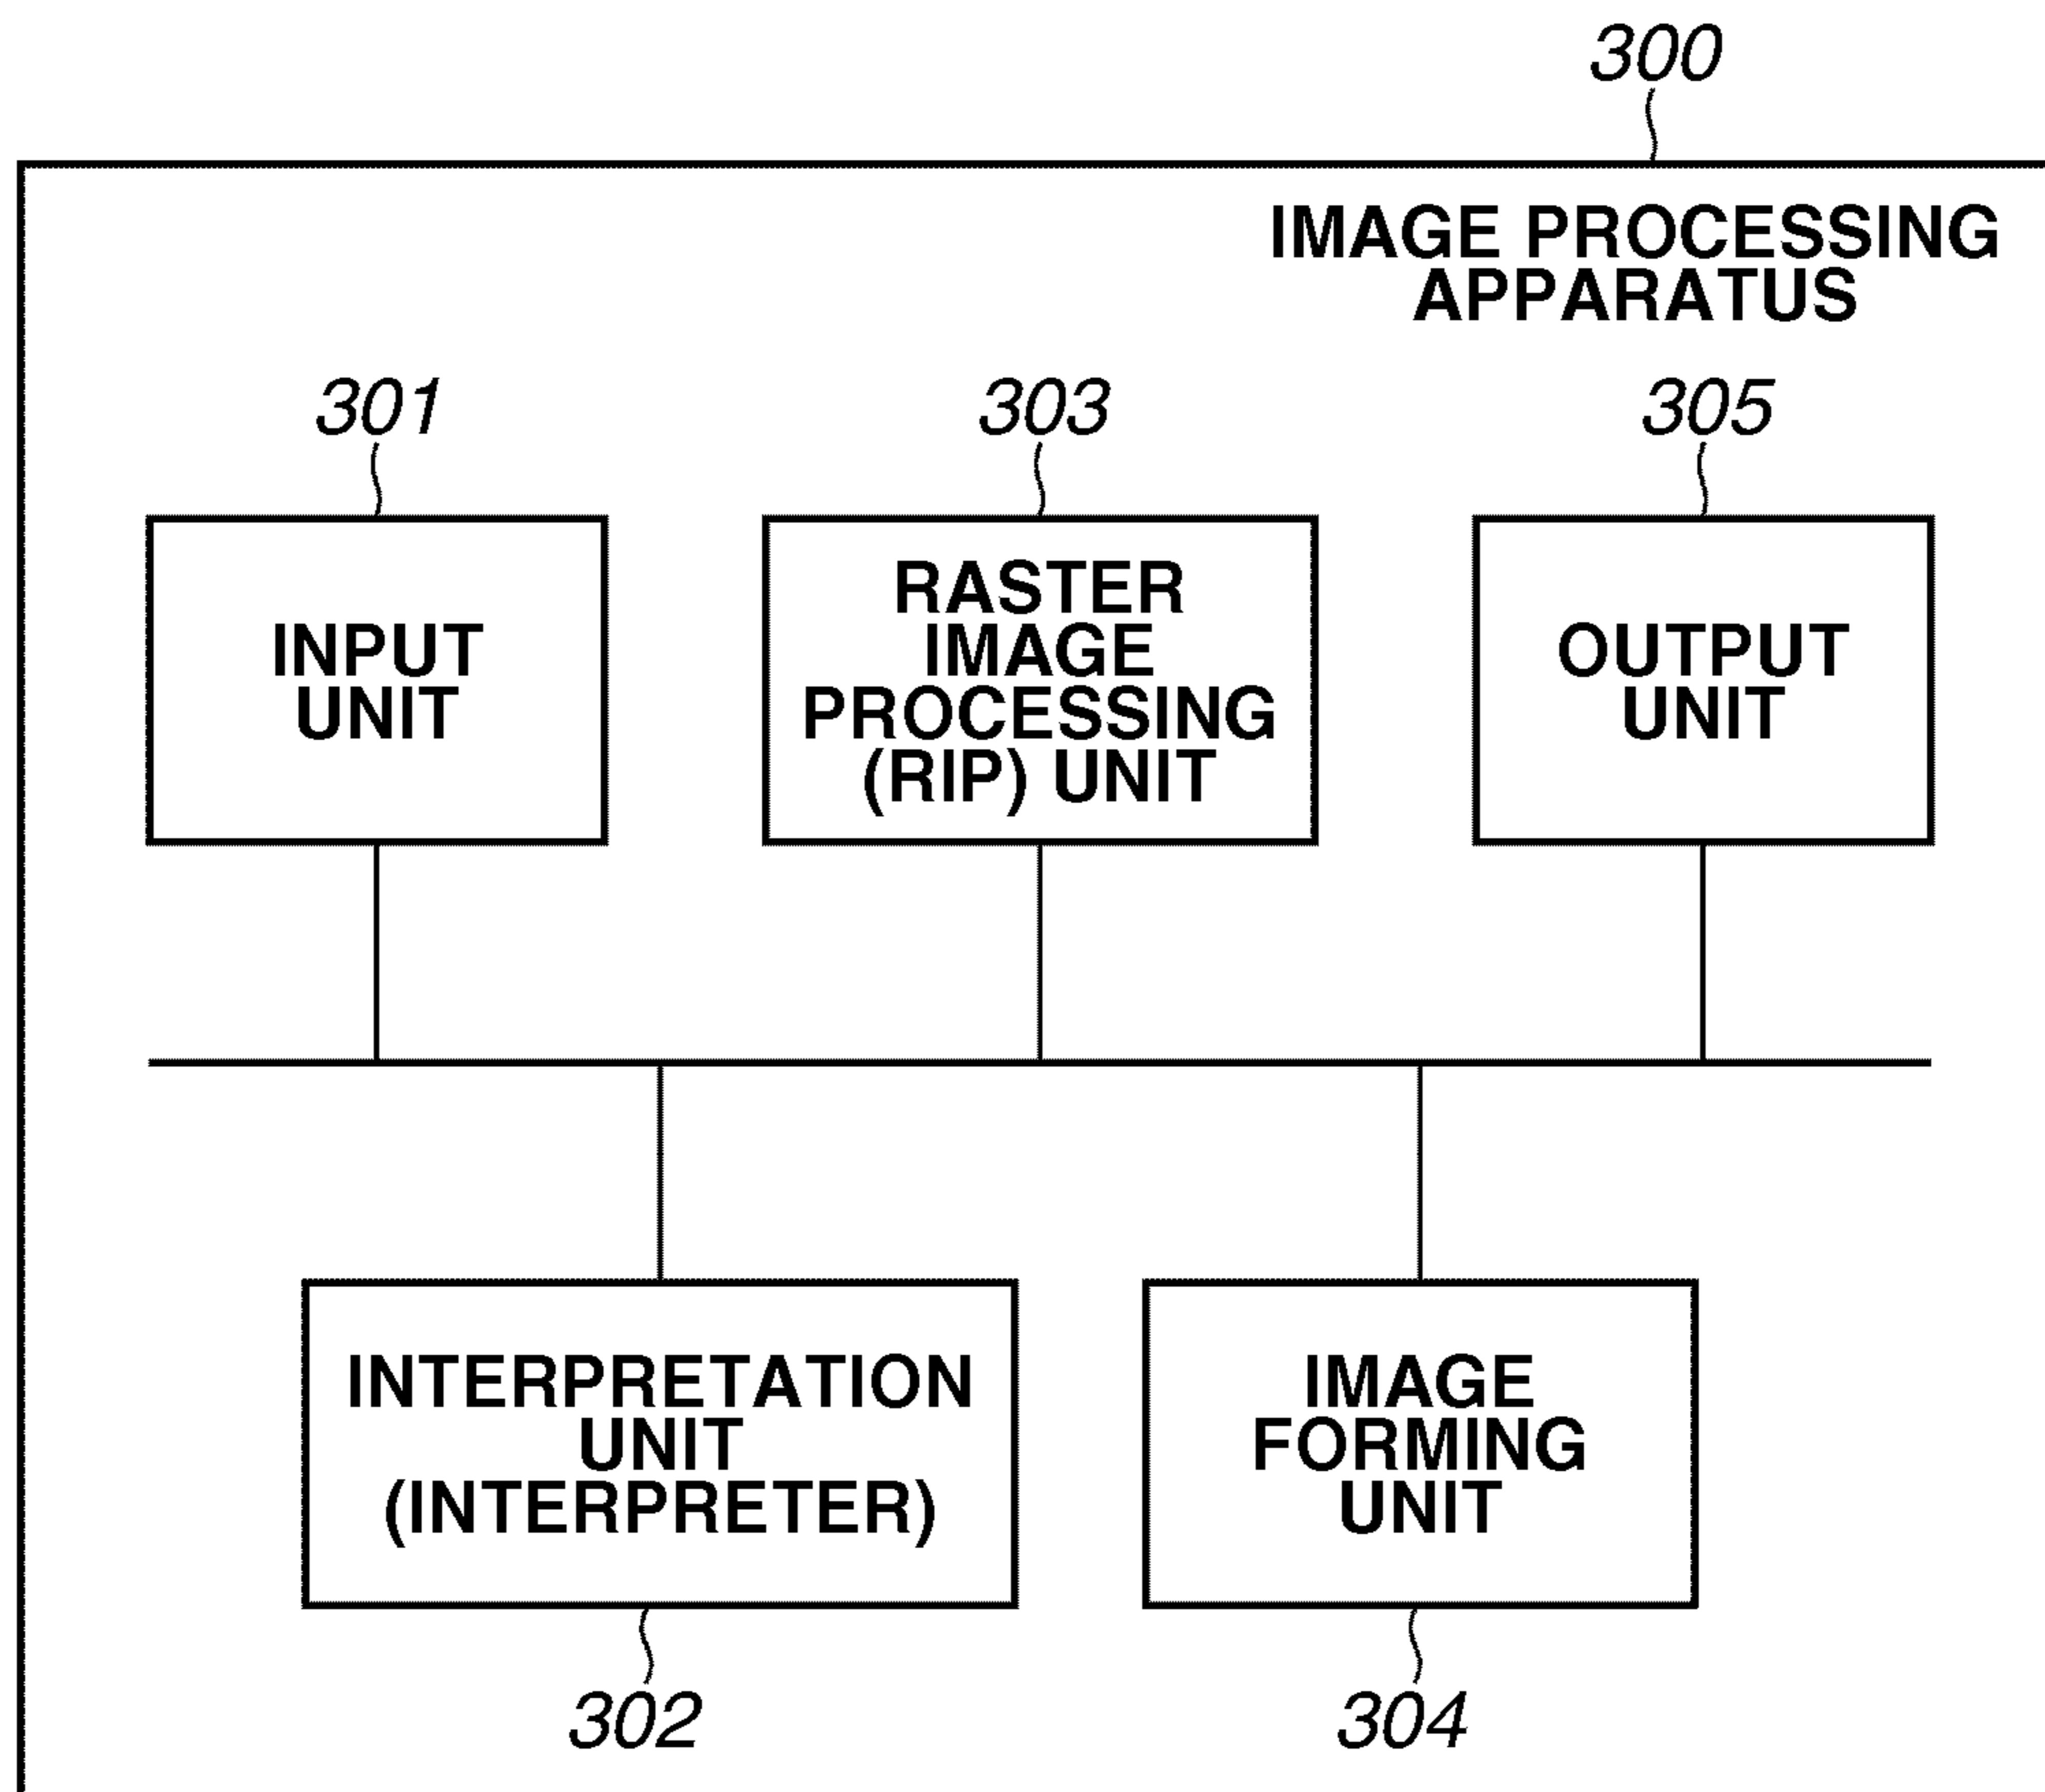 300
IMAGE PROCESSING
APPARATUS
301
303
305
INPUT
UNIT
RASTER
IMAGE
PROCESSING
(RIP) UNIT
OUTPUT
UNIT
INTERPRETATION
UNIT
(INTERPRETER)
IMAGE
FORMING
UNIT
302
304